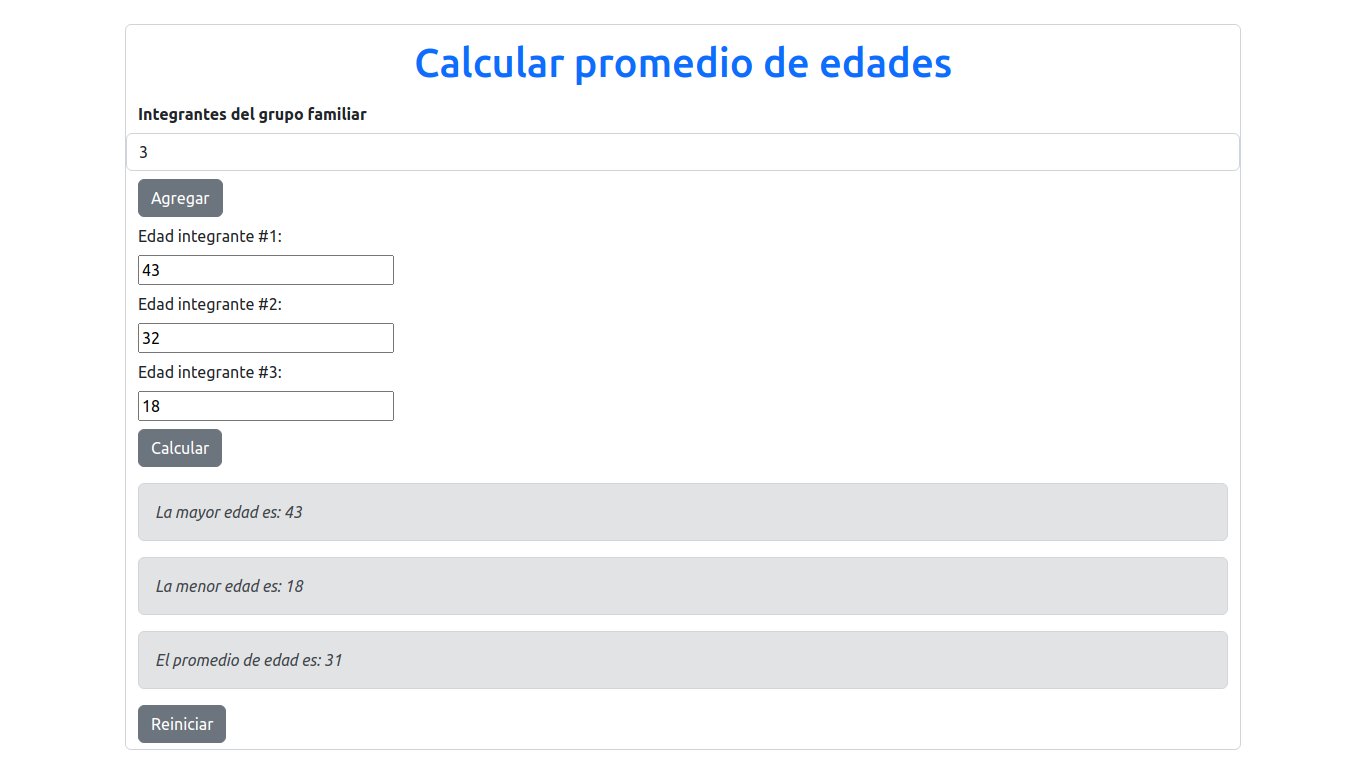 Calcular promedio de edades
Integrantes del grupo familiar
3
Agregar
Edad integrante #1:
43
Edad integrante #2:
32
Edad integrante #3:
18
Calcular
La mayor edad es: 43
La menor edad es: 18
El promedio de edad es: 31
Reiniciar